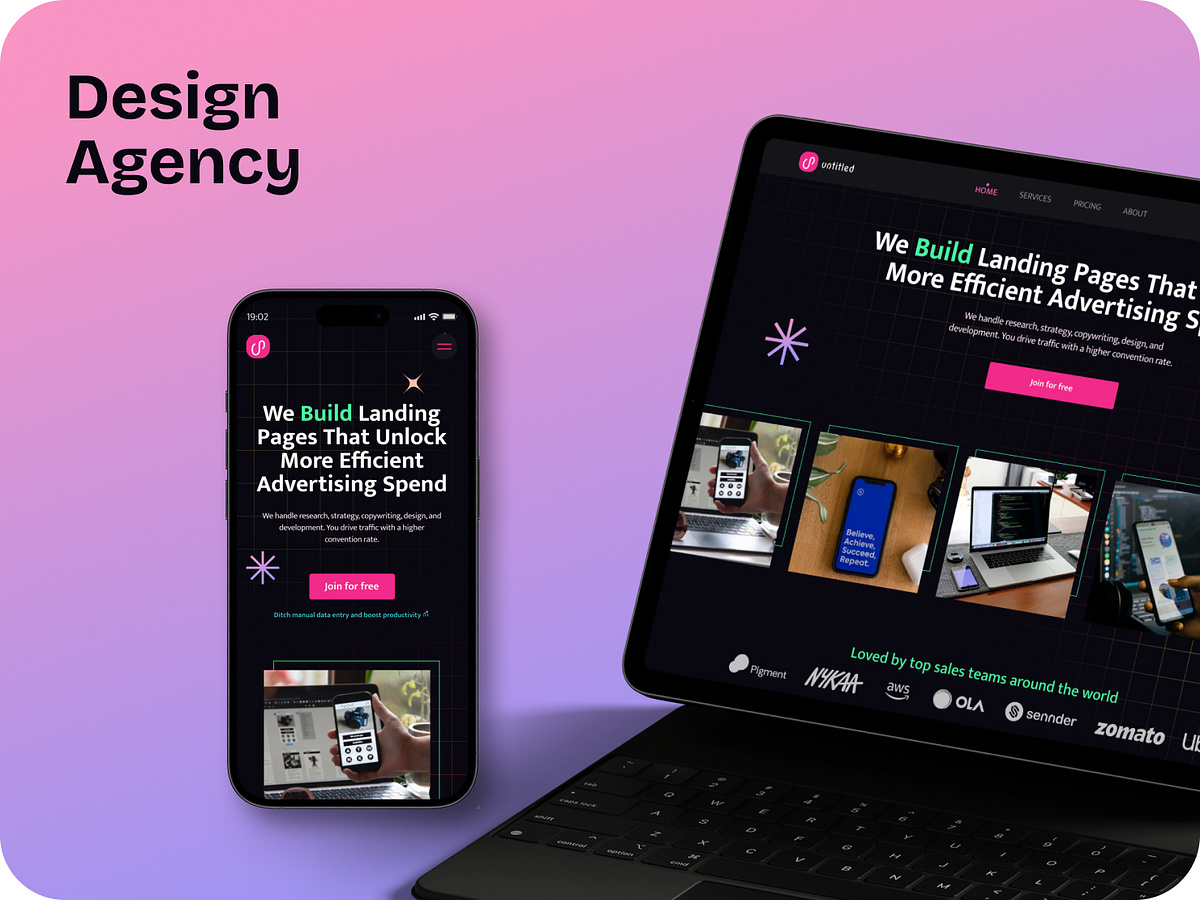 Design
Agency
19:02
We Build Landing
Pages That Unlock
More Efficient
Advertising Spend
We handle research, strategy, copywriting, design, and
development. You drive traffic with a higher
convention rate.
Join for free
Ditch manual data entry and boost productivity
untitled
HOME
SERVICES
PRICING
ABOUT
We Build Landing Pages That
More Efficient Advertising S
We handle research, strategy, copywriting, design, and
development. You drive traffic with a higher convention rate.
Join for free
Believe,
Achieve,
Succeed,
Repeat.
Loved by top sales teams around the world
Pigment
NYKAA
aws
OLA
sennder
zomato
Ub
tab
Q W E R T Y U I O P
caps lock
A S D F G H J K L
shift
Z X C V B N M
control
option
cmd